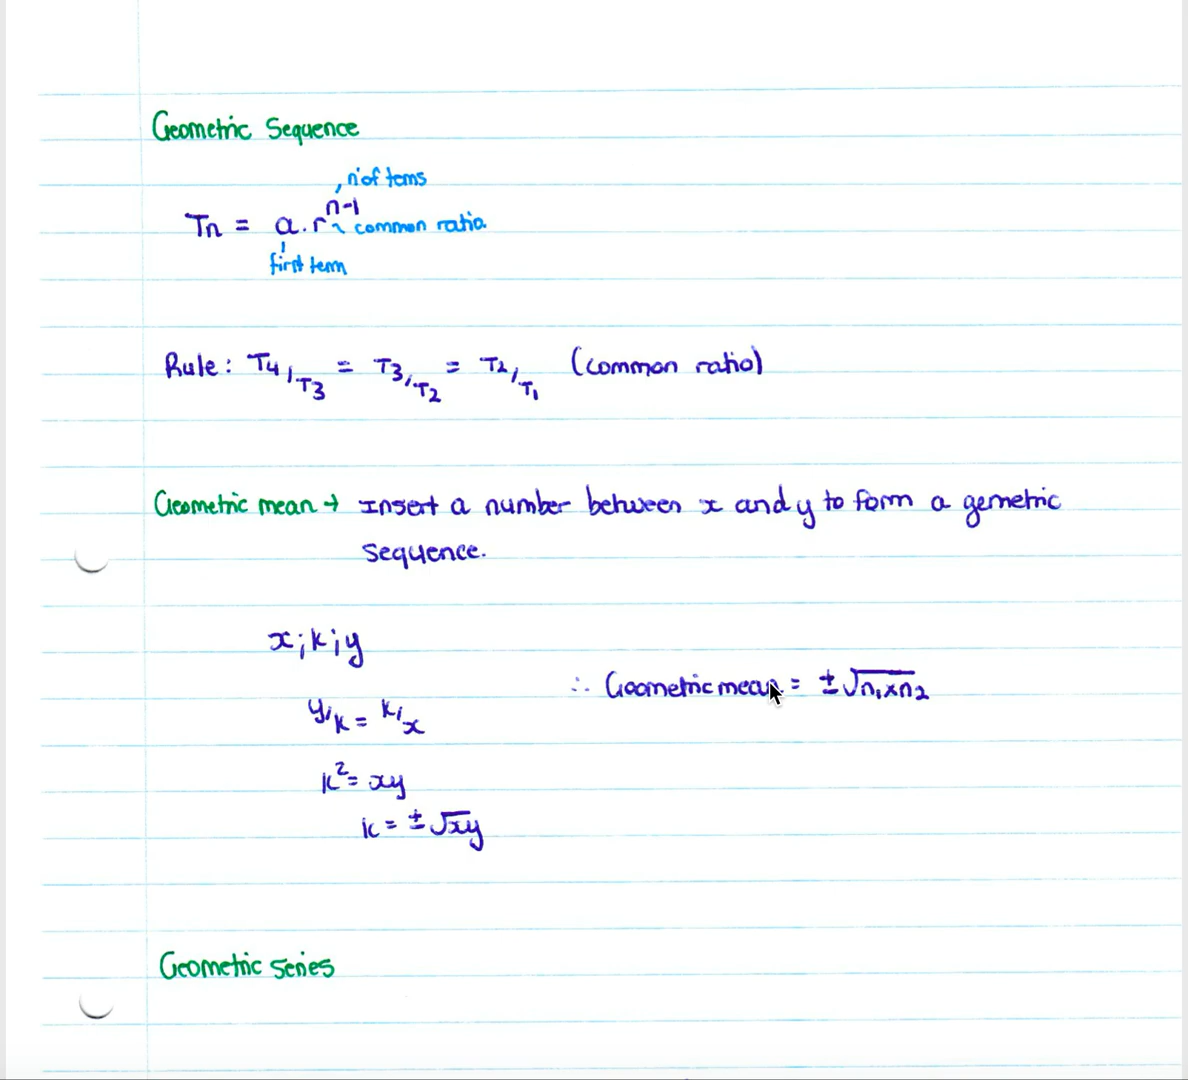 Geometric Sequence
n° of tems
Tn = a.r^n-1
common ratio.
first term
Rule: T4/T3 = T3/T2 = T2/T1 (common ratio)
Geometric mean → Insert a number between x and y to form a gemetric
sequence.
x;k;y
∴ Geometric mean = ±√n1xn2
y/k = k/x
k²= xy
k = ±√xy
Geometric series